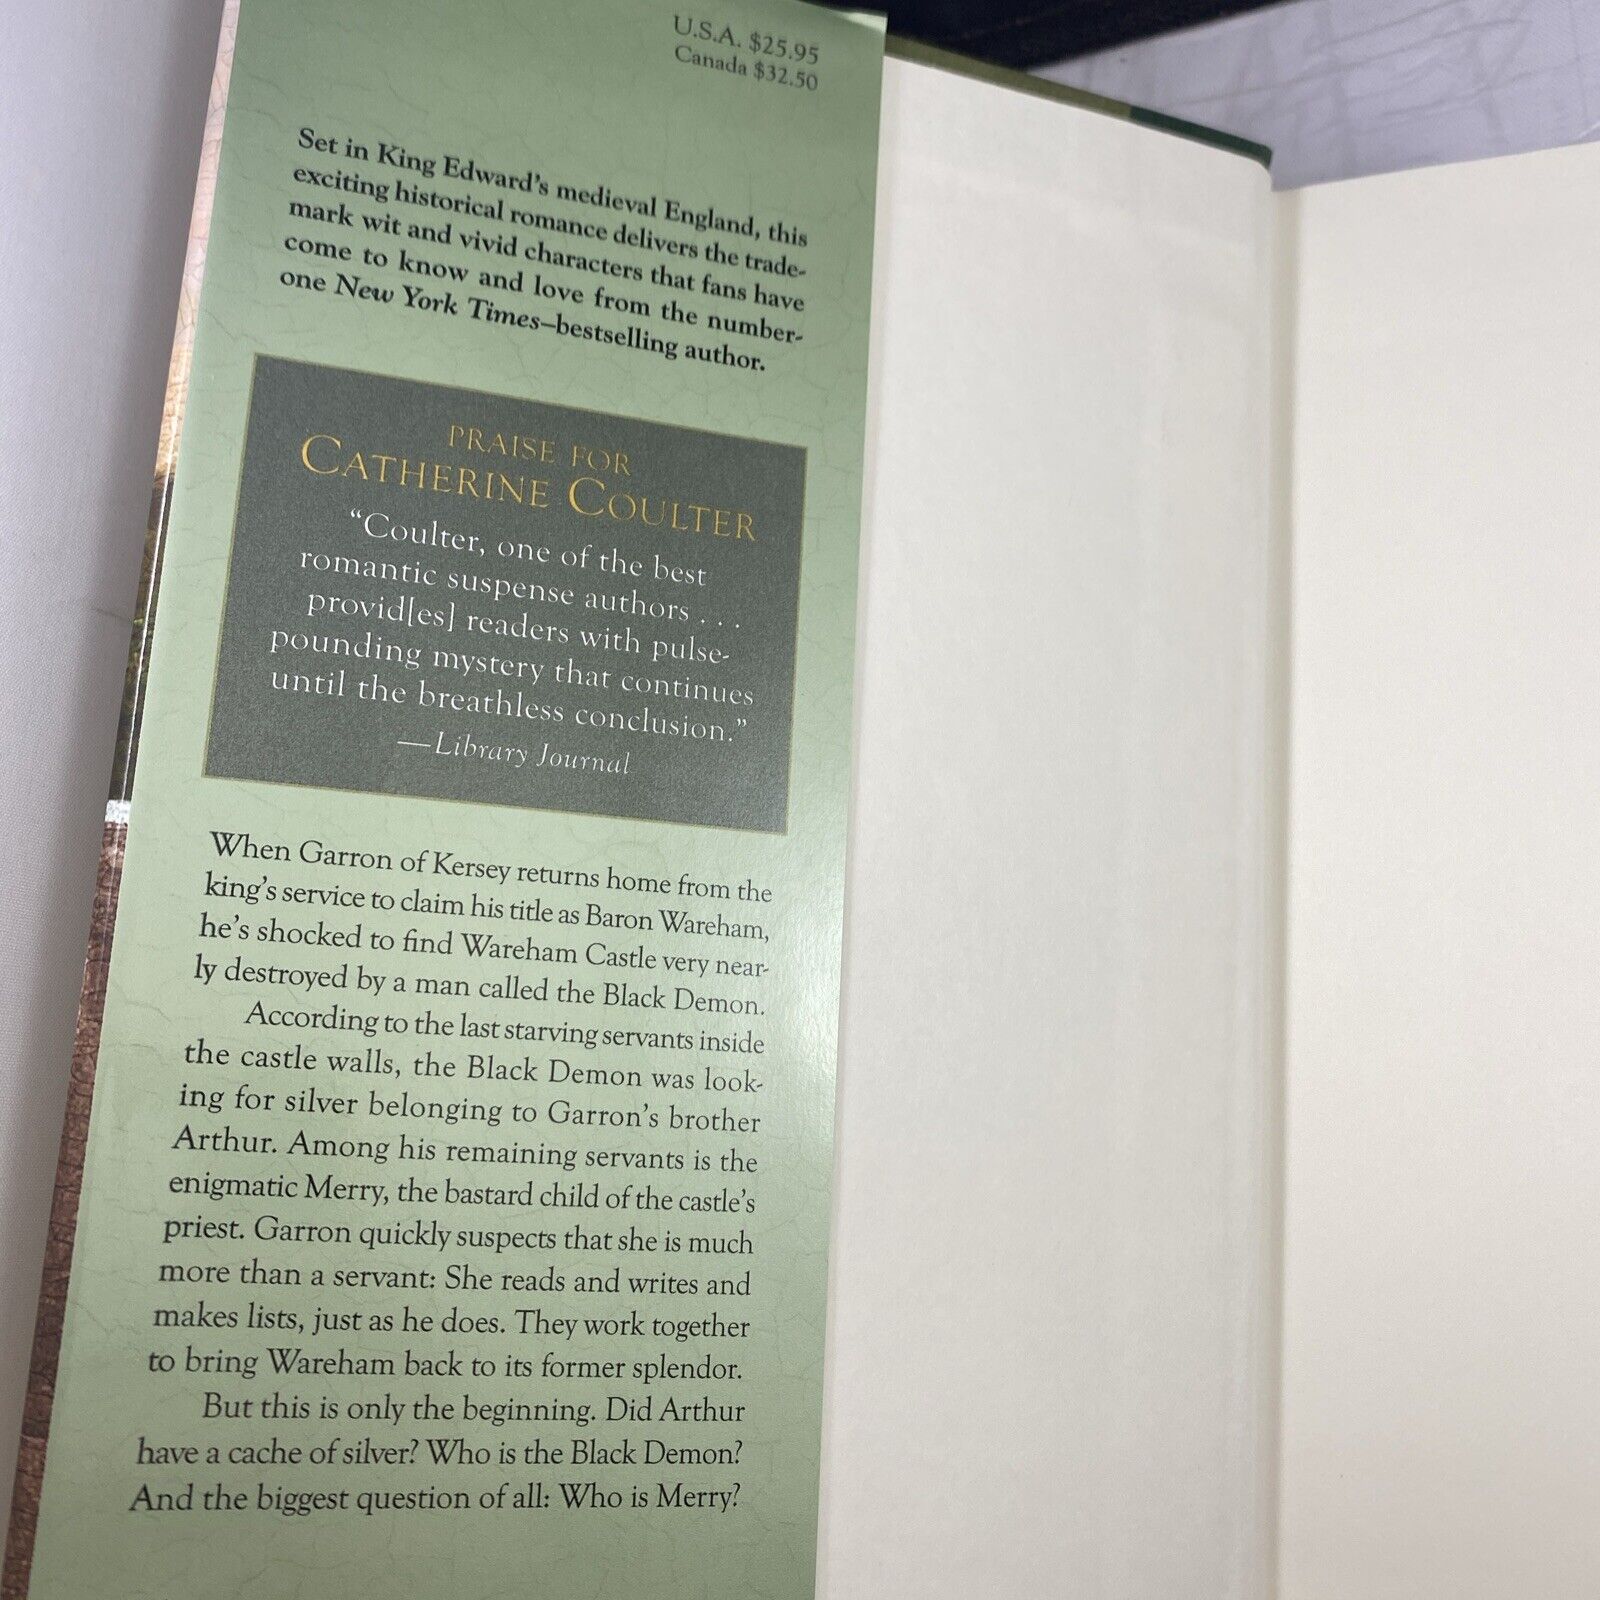 U.S.A. $25.95
Canada $32.50
Set in King Edward's medieval England, this
exciting historical romance delivers the trade-
mark wit and vivid characters that fans have
come to know and love from the number-
one New York Times–bestselling author.
PRAISE FOR
CATHERINE COULTER
“Coulter, one of the best
romantic suspense authors . . .
provid[es] readers with pulse-
pounding mystery that continues
until the breathless conclusion.”
—Library Journal
When Garron of Kersey returns home from the
king's service to claim his title as Baron Wareham,
he's shocked to find Wareham Castle very near-
ly destroyed by a man called the Black Demon.
According to the last starving servants inside
the castle walls, the Black Demon was look-
ing for silver belonging to Garron's brother
Arthur. Among his remaining servants is the
enigmatic Merry, the bastard child of the castle's
priest. Garron quickly suspects that she is much
more than a servant: She reads and writes and
makes lists, just as he does. They work together
to bring Wareham back to its former splendor.
But this is only the beginning. Did Arthur
have a cache of silver? Who is the Black Demon?
And the biggest question of all: Who is Merry?